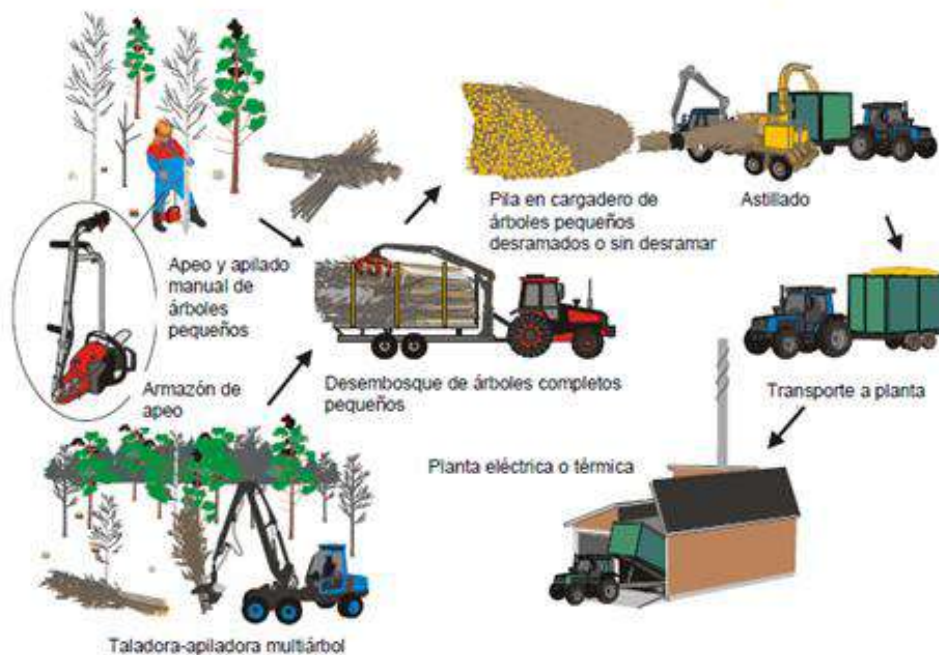 Apeo y apilado
manual de
árboles
pequeños
Armazón de
apeo
Taladora-apiladora multiárbol
Desembosque de árboles completos
pequeños
Pila en cargadero de
árboles pequeños
desramados o sin desramar
Astillado
Transporte a planta
Planta eléctrica o térmica